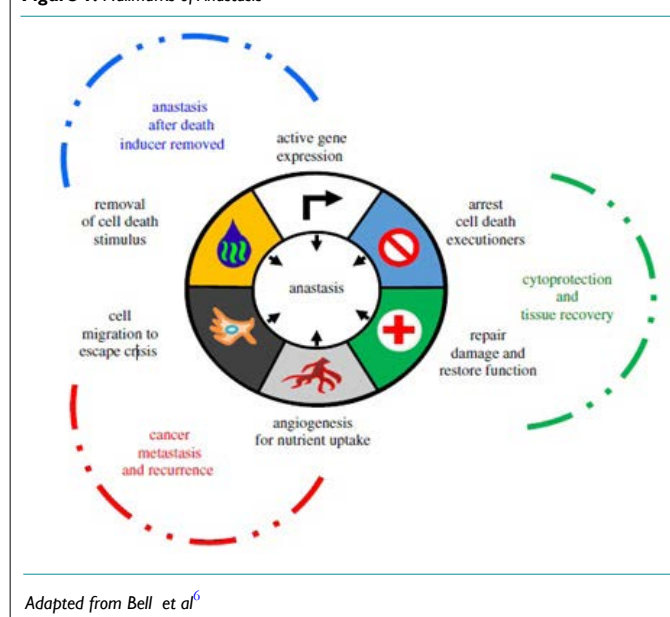 Figure 1. Hallmarks of Anastasis
anastasis
after death
inducer removed
active gene
expression
removal
of cell death
stimulus
arrest
cell death
executioners
anastasis
cytoprotection
and
tissue recovery
cell
migration to
escape crisis
repair
damage and
restore function
angiogenesis
for nutrient uptake
cancer
metastasis
and recurrence
Adapted from Bell et al6